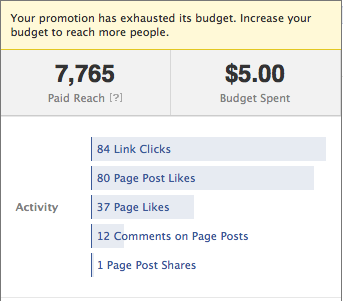 Your promotion has exhausted its budget. Increase your
budget to reach more people.
7,765
Paid Reach [?]
$5.00
Budget Spent
Activity
84 Link Clicks
80 Page Post Likes
37 Page Likes
12 Comments on Page Posts
1 Page Post Shares